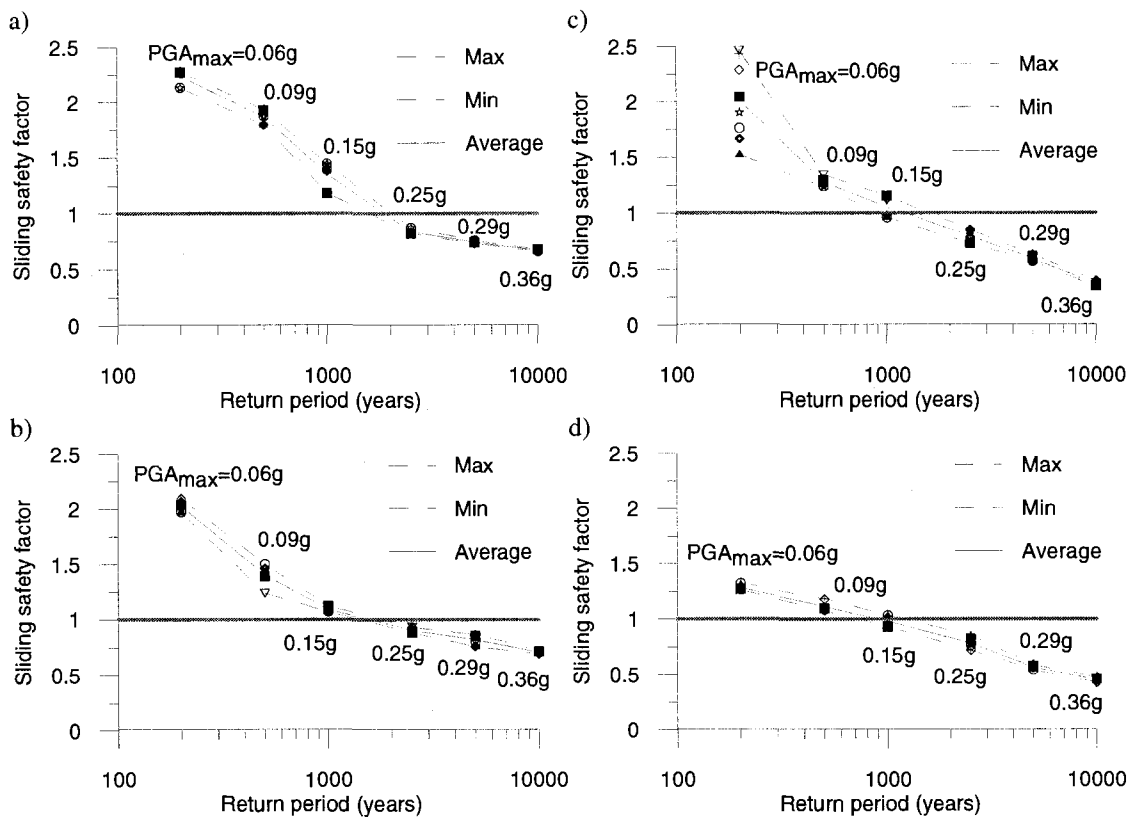 a)
PGAmax=0.06g
0.09g
0.15g
0.25g
0.29g
0.36g
Max
Min
Average
Sliding safety factor
2.5
2
1.5
1
0.5
0
100
1000
10000
Return period (years)
c)
PGAmax=0.06g
0.09g
0.15g
0.29g
0.25g
0.36g
Max
Min
Average
Sliding safety factor
2.5
2
1.5
1
0.5
0
100
1000
10000
Return period (years)
b)
PGAmax=0.06g
0.09g
0.15g
0.25g
0.29g
0.36g
Max
Min
Average
Sliding safety factor
2.5
2
1.5
1
0.5
0
100
1000
10000
Return period (years)
d)
PGAmax=0.06g
0.09g
0.15g
0.29g
0.25g
0.36g
Max
Min
Average
Sliding safety factor
2.5
2
1.5
1
0.5
0
100
1000
10000
Return period (years)